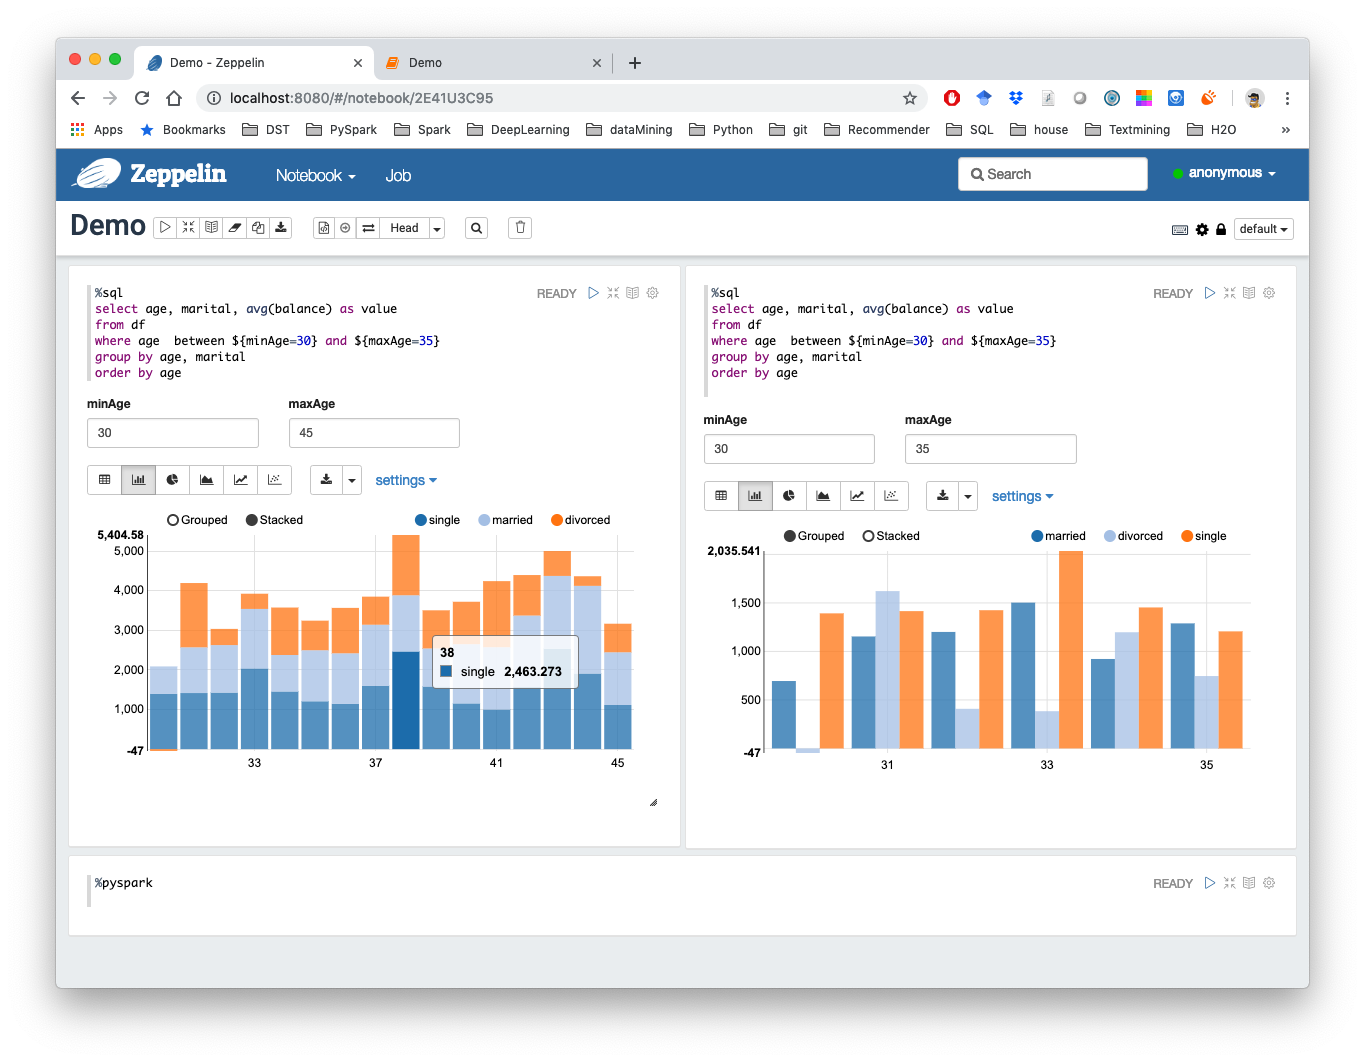 Demo - Zeppelin
Demo
localhost:8080/#/notebook/2E41U3C95
Apps Bookmarks DST PySpark Spark DeepLearning dataMining Python git Recommender SQL house Textmining H2O »
Zeppelin Notebook Job Search anonymous
Demo Head default
%sql READY
select age, marital, avg(balance) as value
from df
where age  between ${minAge=30} and ${maxAge=35}
group by age, marital
order by age
minAge maxAge
30 45
settings
Grouped Stacked single married divorced
5,404.58
5,000
4,000
3,000
2,000
1,000
-47
38
single 2,463.273
33 37 41 45
%sql READY
select age, marital, avg(balance) as value
from df
where age  between ${minAge=30} and ${maxAge=35}
group by age, marital
order by age
minAge maxAge
30 35
settings
Grouped Stacked married divorced single
2,035.541
1,500
1,000
500
-47
31 33 35
%pyspark READY